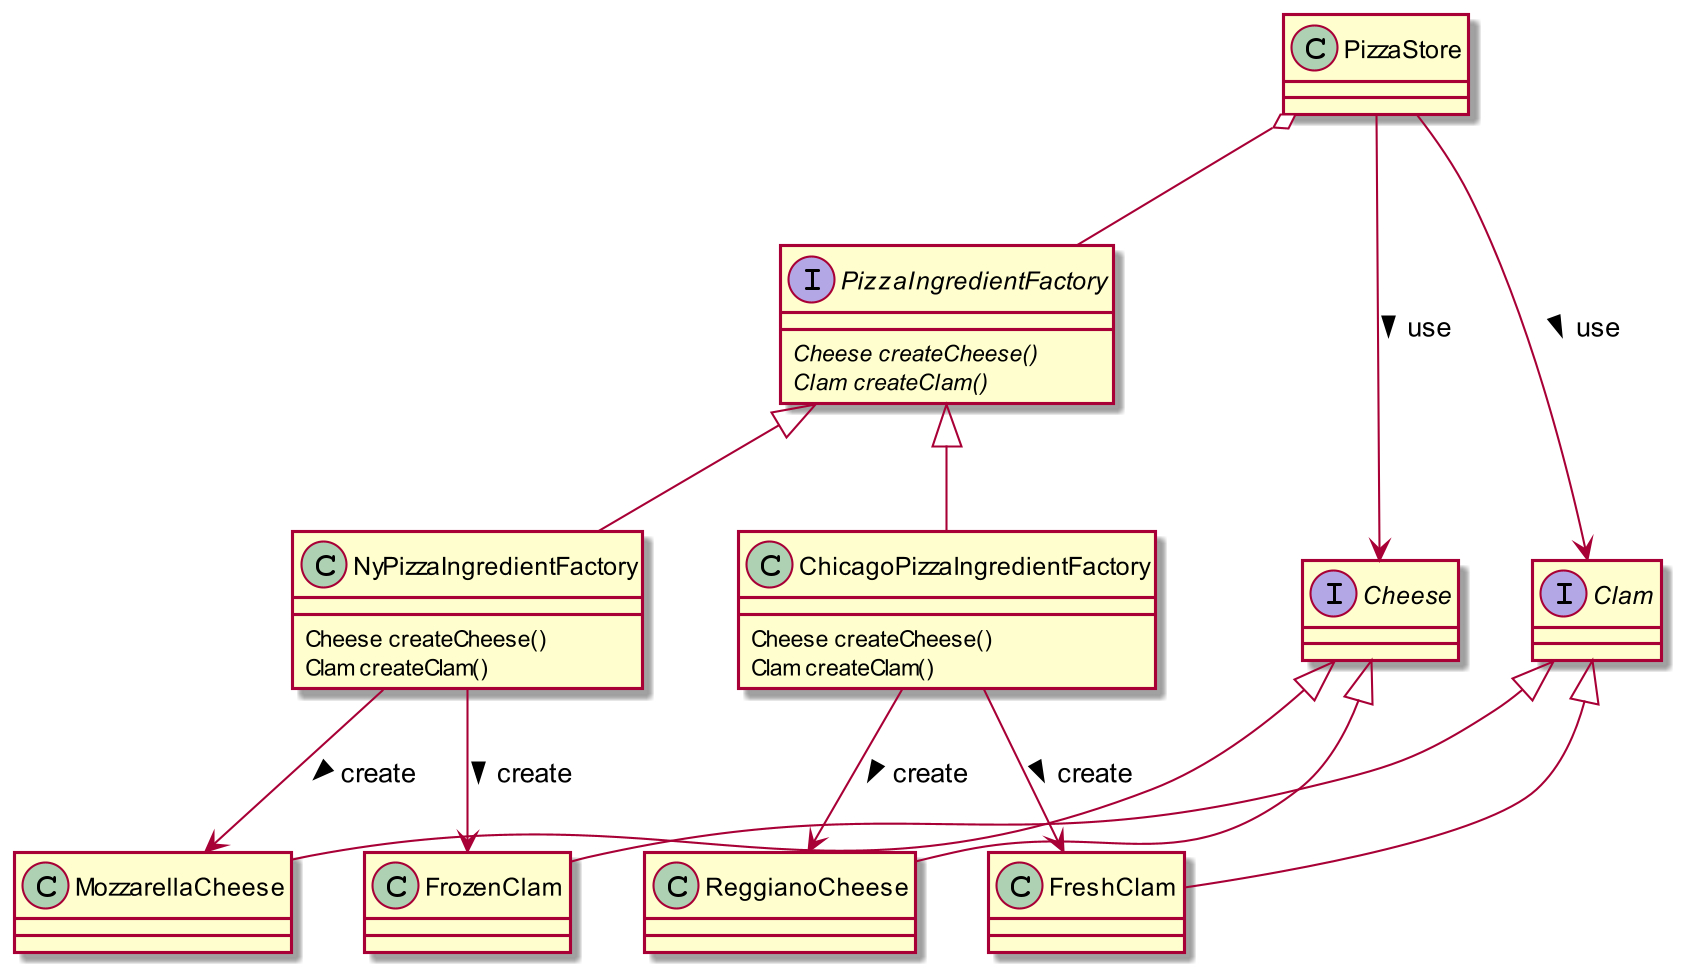 C PizzaStore
I PizzaIngredientFactory
Cheese createCheese()
Clam createClam()
use
use
C NyPizzaIngredientFactory
Cheese createCheese()
Clam createClam()
C ChicagoPizzaIngredientFactory
Cheese createCheese()
Clam createClam()
I Cheese
I Clam
create
create
create
create
C MozzarellaCheese
C FrozenClam
C ReggianoCheese
C FreshClam